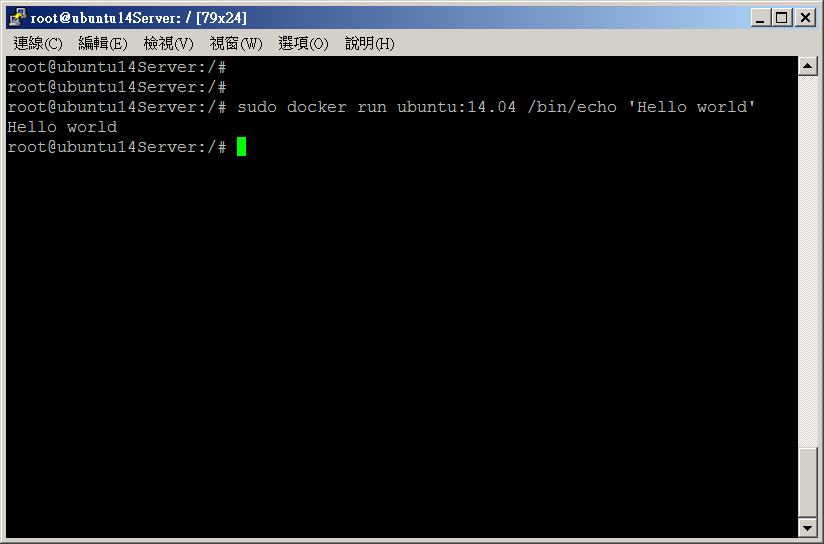 root@ubuntu14Server: / [79x24]
連線(C) 編輯(E) 檢視(V) 視窗(W) 選項(O) 說明(H)
root@ubuntu14Server:/#
root@ubuntu14Server:/#
root@ubuntu14Server:/# sudo docker run ubuntu:14.04 /bin/echo 'Hello world'
Hello world
root@ubuntu14Server:/#